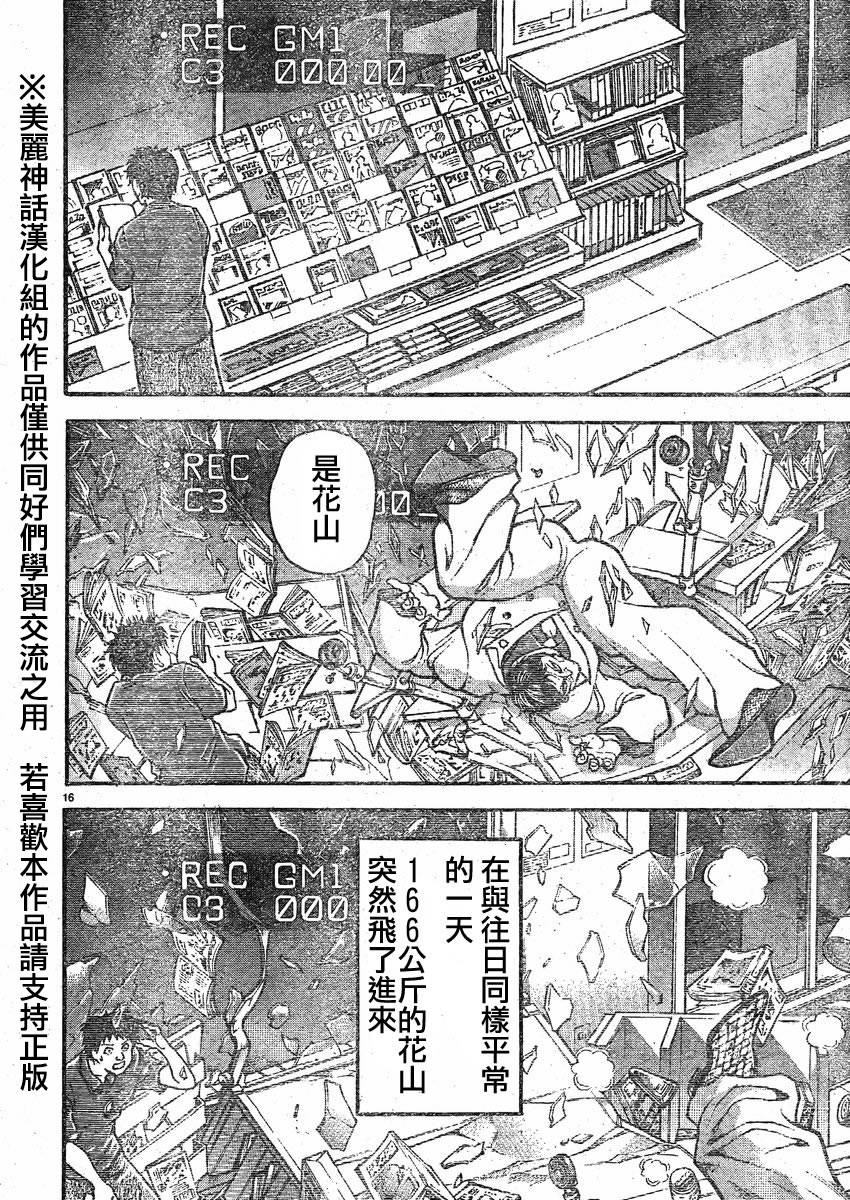 REC GM1
C3 000:00_
REC
C3 00_
是花山
16
REC GM1
C3 000
在與往日同樣平常
的一天
166公斤的花山
突然飛了進來
※美麗神話漢化組的作品僅供同好們學習交流之用 若喜歡本作品請支持正版